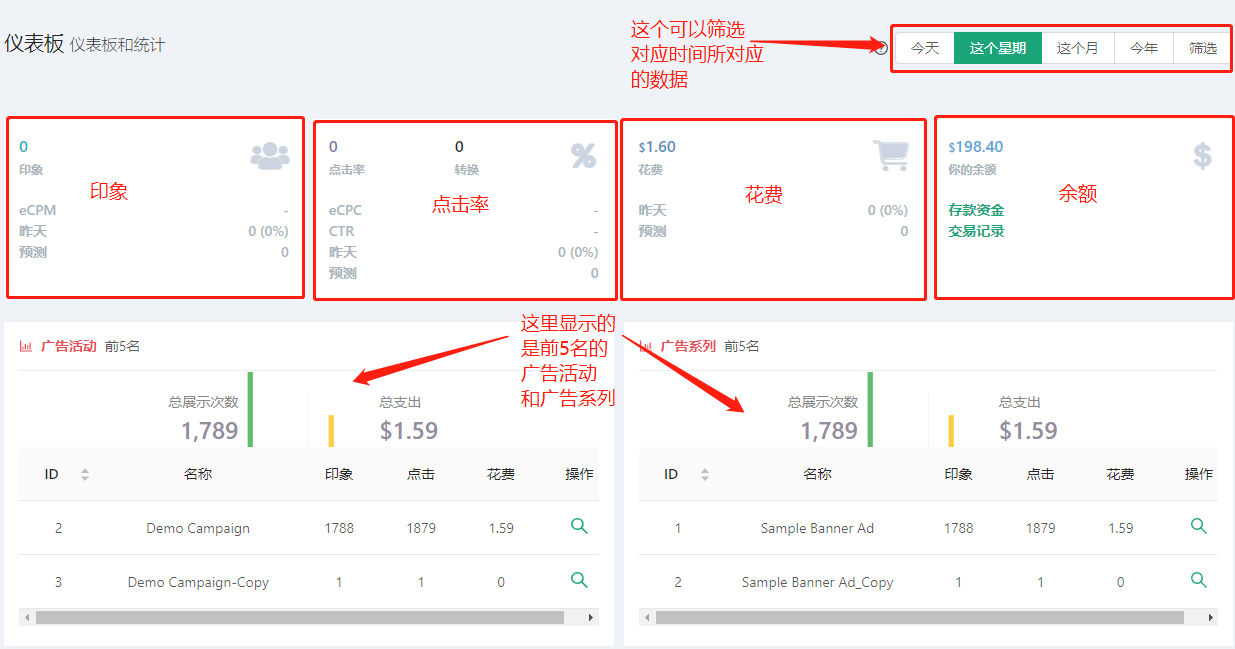 仪表板 仪表板和统计
这个可以筛选
对应时间所对应
的数据
今天 这个星期 这个月 今年 筛选
0
印象
印象
eCPM -
昨天 0 (0%)
预测 0
0 0
点击率 转换
点击率
eCPC -
CTR -
昨天 0 (0%)
预测 0
$1.60
花费
花费
昨天 0 (0%)
预测 0
$198.40
你的余额
余额
存款资金
交易记录
这里显示的
是前5名的
广告活动
和广告系列
广告活动 前5名
总展示次数 总支出
1,789 $1.59
ID 名称 印象 点击 花费 操作
2 Demo Campaign 1788 1879 1.59
3 Demo Campaign-Copy 1 1 0
广告系列 前5名
总展示次数 总支出
1,789 $1.59
ID 名称 印象 点击 花费 操作
1 Sample Banner Ad 1788 1879 1.59
2 Sample Banner Ad_Copy 1 1 0